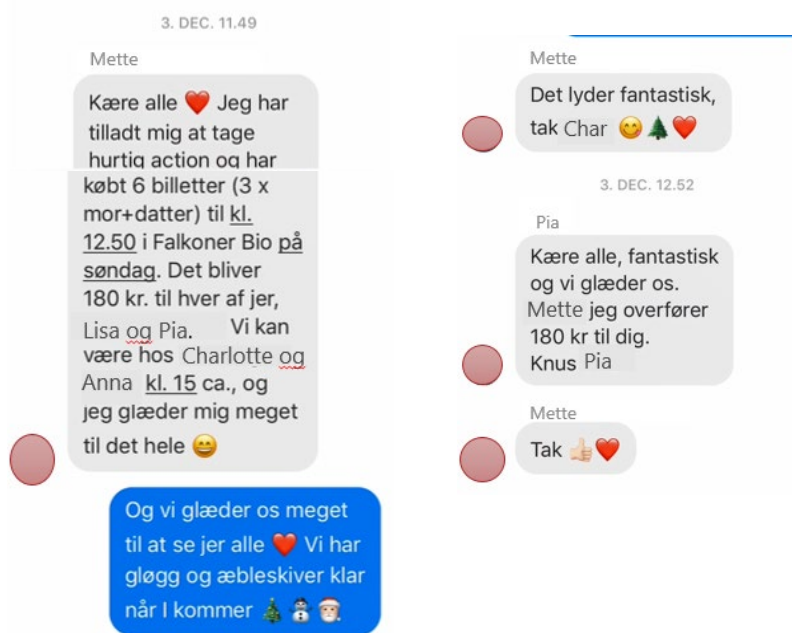 3. DEC. 11.49
Mette
Kære alle ❤️ Jeg har
tilladt mig at tage
hurtig action og har
købt 6 billetter (3 x
mor+datter) til kl.
12.50 i Falkoner Bio på
søndag. Det bliver
180 kr. til hver af jer,
Lisa og Pia. Vi kan
være hos Charlotte og
Anna kl. 15 ca., og
jeg glæder mig meget
til det hele 😄
Og vi glæder os meget
til at se jer alle ❤️ Vi har
gløgg og æbleskiver klar
når I kommer 🎄⛄🎅🏻
Mette
Det lyder fantastisk,
tak Char 😋🌲❤️
3. DEC. 12.52
Pia
Kære alle, fantastisk
og vi glæder os.
Mette jeg overfører
180 kr til dig.
Knus Pia
Mette
Tak 👍🏻❤️